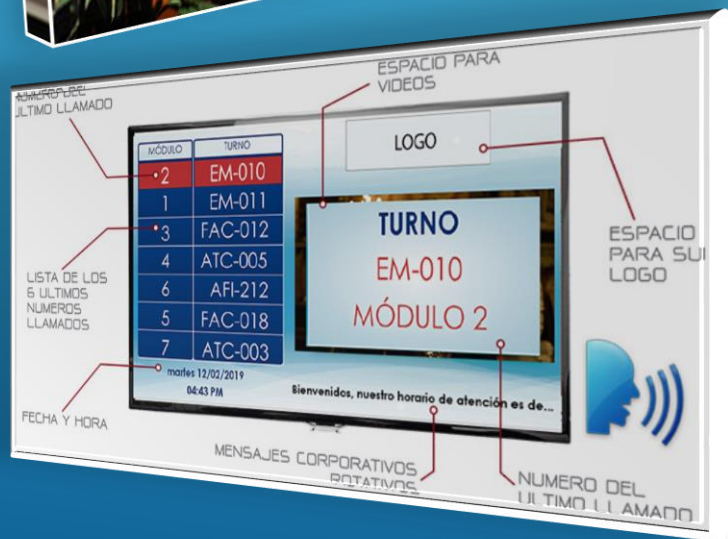 ESPACIO PARA
VIDEOS
NUMERO DEL
ULTIMO LLAMADO
LOGO
MÓDULO TURNO
2 EM-010
1 EM-011
3 FAC-012
4 ATC-005
6 AFI-212
5 FAC-018
7 ATC-003
TURNO
EM-010
MÓDULO 2
ESPACIO
PARA SU
LOGO
LISTA DE LOS
6 ULTIMOS
NUMEROS
LLAMADOS
martes 12/02/2019
04:43 PM
Bienvenidos, nuestro horario de atención es de...
FECHA Y HORA
MENSAJES CORPORATIVOS
ROTATIVOS
NUMERO DEL
ULTIMO LLAMADO